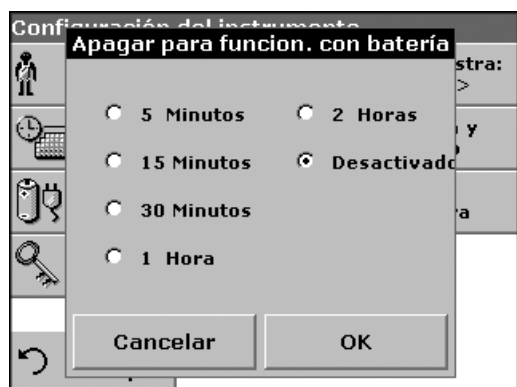 Configuración del instrumento
Apagar para funcion. con batería
stra:
>
5 Minutos
2 Horas
y
15 Minutos
Desactivado
30 Minutos
a
1 Hora
Cancelar
OK